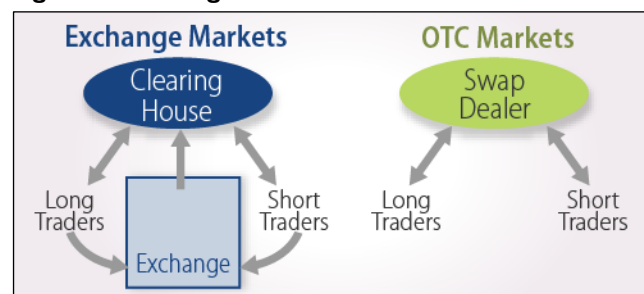 Exchange Markets
OTC Markets
Clearing
House
Swap
Dealer
Long
Traders
Short
Traders
Exchange
Long
Traders
Short
Traders